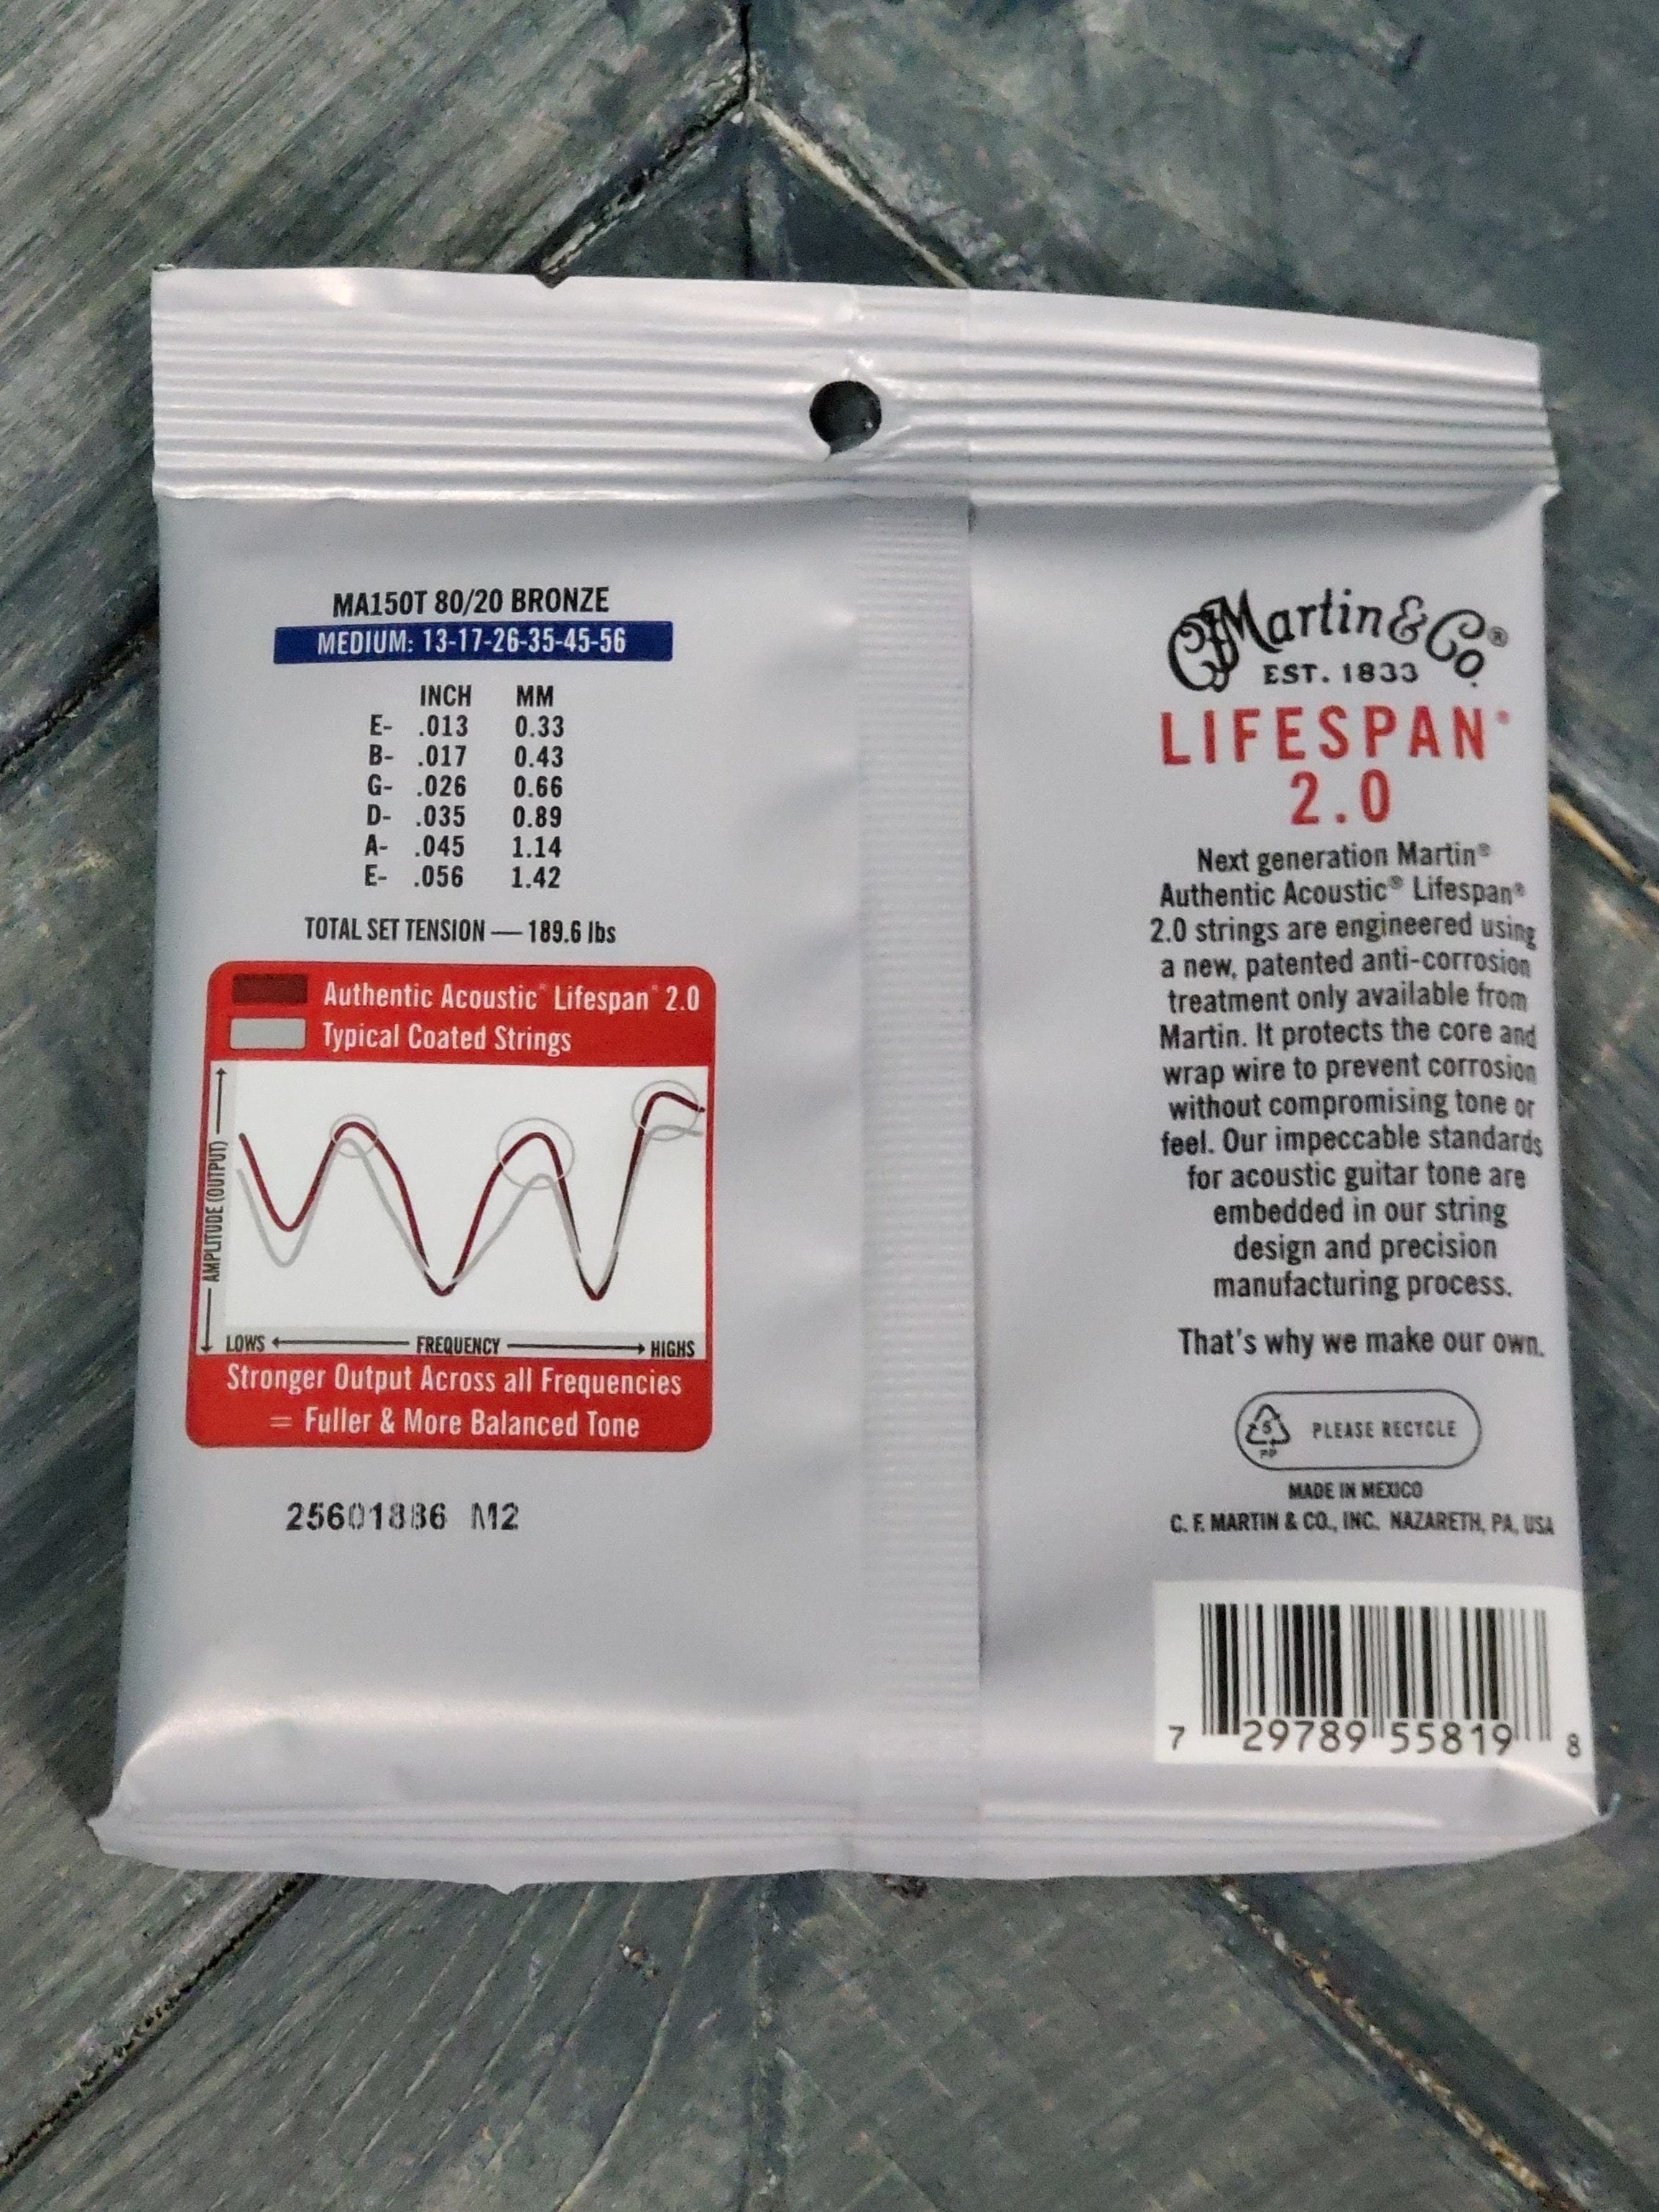 MA150T 80/20 BRONZE
MEDIUM: 13-17-26-35-45-56
INCH MM
E- .013 0.33
B- .017 0.43
G- .026 0.66
D- .035 0.89
A- .045 1.14
E- .056 1.42
TOTAL SET TENSION — 189.6 lbs
Authentic Acoustic® Lifespan® 2.0
Typical Coated Strings
AMPLITUDE (OUTPUT)
LOWS FREQUENCY HIGHS
Stronger Output Across all Frequencies
= Fuller & More Balanced Tone
25601886 M2
CF Martin & Co.®
EST. 1833
LIFESPAN®
2.0
Next generation Martin®
Authentic Acoustic® Lifespan®
2.0 strings are engineered using
a new, patented anti-corrosion
treatment only available from
Martin. It protects the core and
wrap wire to prevent corrosion
without compromising tone or
feel. Our impeccable standards
for acoustic guitar tone are
embedded in our string
design and precision
manufacturing process.
That's why we make our own.
5
PP
PLEASE RECYCLE
MADE IN MEXICO
C. F. MARTIN & CO., INC. NAZARETH, PA, USA
7 29789 55819 8